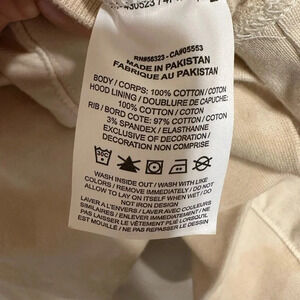 RN#56323 - CA#05553
MADE IN PAKISTAN
FABRIQUE AU PAKISTAN
BODY / CORPS: 100% COTTON / COTON
HOOD LINING / DOUBLURE DE CAPUCHE:
100% COTTON / COTON
RIB / BORD COTE: 97% COTTON / COTON
3% SPANDEX / ELASTHANNE
EXCLUSIVE OF DECORATION /
DECORATION NON COMPRISE
WASH INSIDE OUT / WASH WITH LIKE
COLORS / REMOVE IMMEDIATELY / DO NOT
ALLOW TO LAY ON ITSELF WHEN WET / DO
NOT IRON DESIGN
LAVER A L'ENVERS / LAVER AVEC COULEURS
SIMILAIRES / ENLEVER IMMEDIATEMENT / NE
PAS LAISSER LE VÊTEMENT PLIÉ LORSQU'IL
EST MOUILLÉ / NE PAS REPASSER LE DESSIN